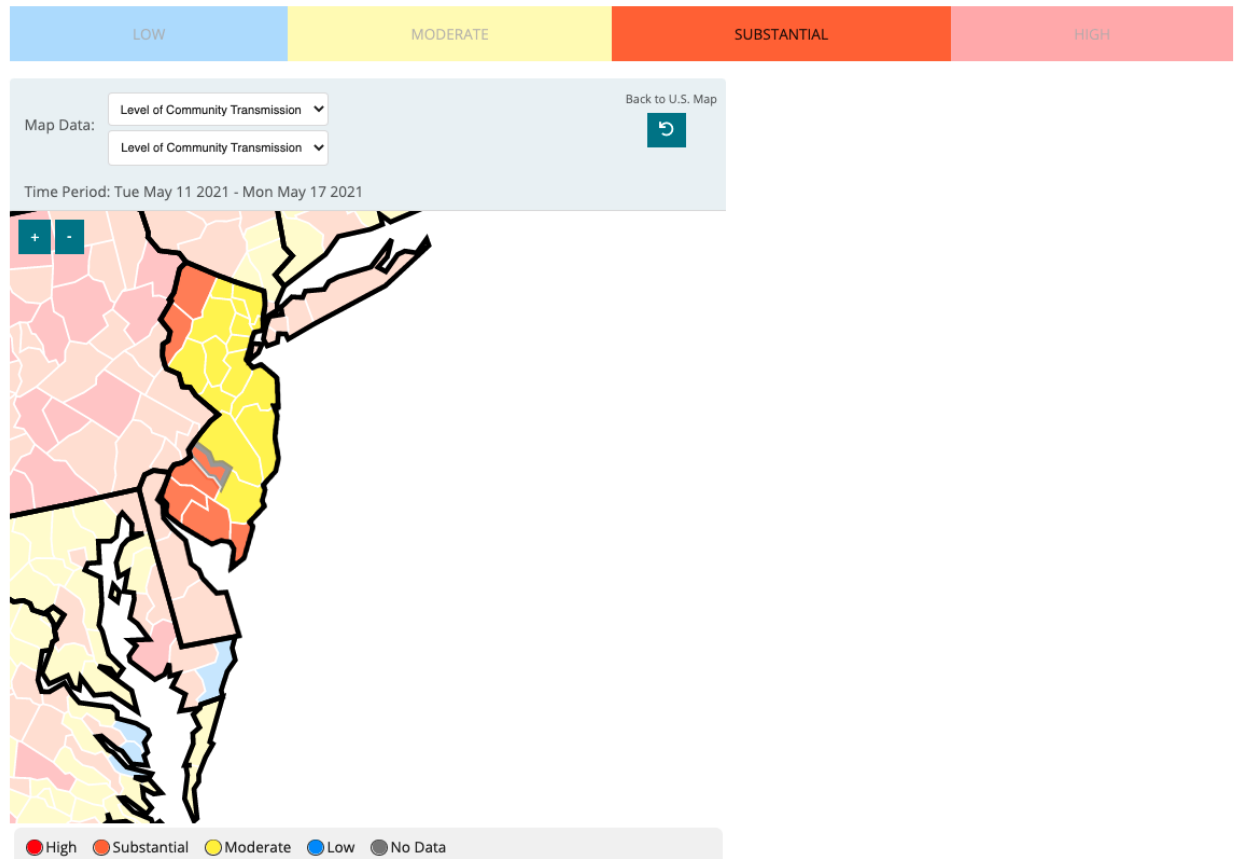 LOW MODERATE SUBSTANTIAL HIGH
Back to U.S. Map
Map Data: Level of Community Transmission
Level of Community Transmission
Time Period: Tue May 11 2021 - Mon May 17 2021
+ -
High Substantial Moderate Low No Data